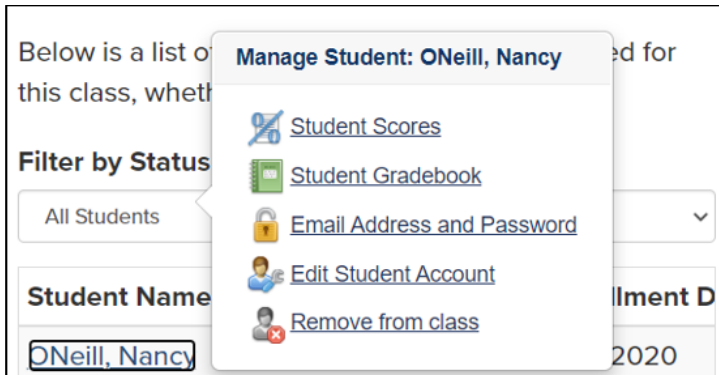 Below is a list o
ed for
this class, wheth
Filter by Status
All Students
Manage Student: ONeill, Nancy
Student Scores
Student Gradebook
Email Address and Password
Edit Student Account
Remove from class
Student Name
llment D
ONeill, Nancy
2020